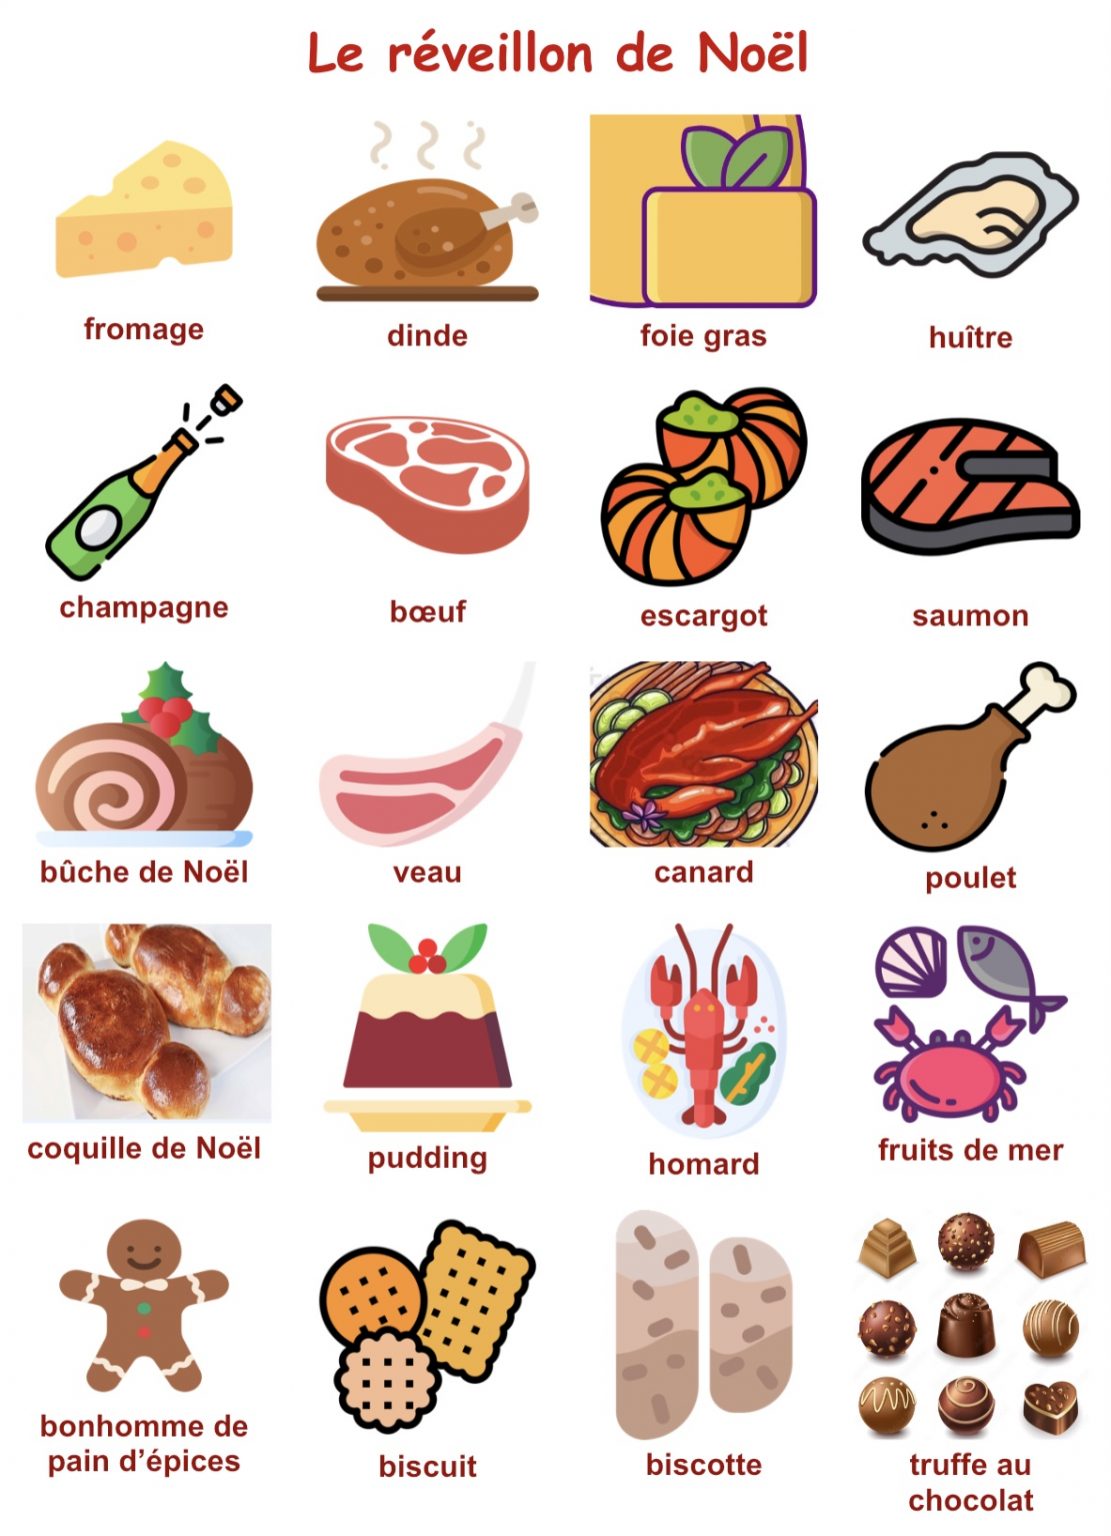 Le réveillon de Noël
fromage
dinde
foie gras
huître
champagne
bœuf
escargot
saumon
bûche de Noël
veau
canard
poulet
coquille de Noël
pudding
homard
fruits de mer
bonhomme de
pain d’épices
biscuit
biscotte
truffe au
chocolat